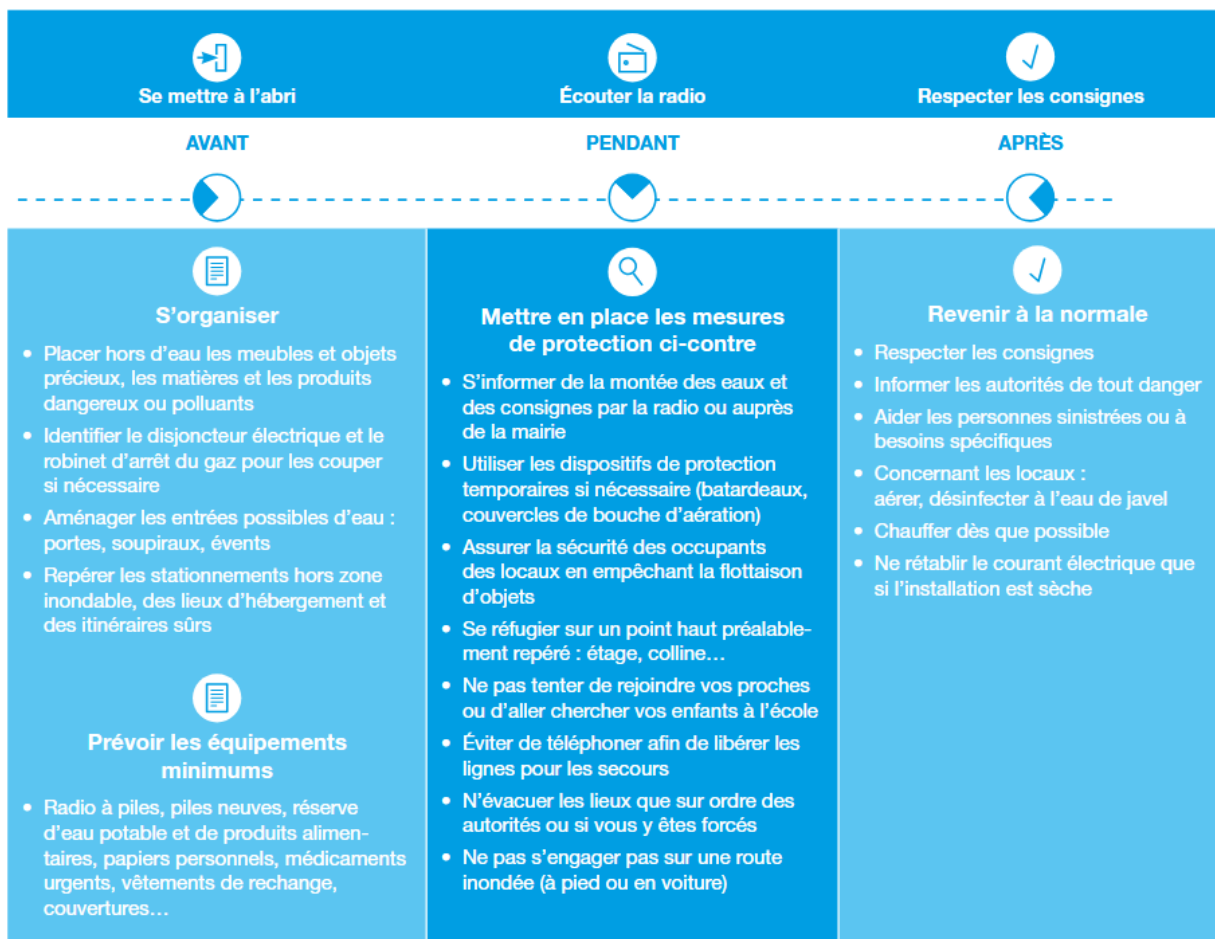 Se mettre à l'abri
Écouter la radio
Respecter les consignes
AVANT
PENDANT
APRÈS
S'organiser
• Placer hors d'eau les meubles et objets
précieux, les matières et les produits
dangereux ou polluants
• Identifier le disjoncteur électrique et le
robinet d'arrêt du gaz pour les couper
si nécessaire
• Aménager les entrées possibles d'eau :
portes, soupiraux, évents
• Repérer les stationnements hors zone
inondable, des lieux d'hébergement et
des itinéraires sûrs
Prévoir les équipements
minimums
• Radio à piles, piles neuves, réserve
d'eau potable et de produits alimen-
taires, papiers personnels, médicaments
urgents, vêtements de rechange,
couvertures…
Mettre en place les mesures
de protection ci-contre
• S'informer de la montée des eaux et
des consignes par la radio ou auprès
de la mairie
• Utiliser les dispositifs de protection
temporaires si nécessaire (batardeaux,
couvercles de bouche d'aération)
• Assurer la sécurité des occupants
des locaux en empêchant la flottaison
d'objets
• Se réfugier sur un point haut préalable-
ment repéré : étage, colline…
• Ne pas tenter de rejoindre vos proches
ou d'aller chercher vos enfants à l'école
• Éviter de téléphoner afin de libérer les
lignes pour les secours
• N'évacuer les lieux que sur ordre des
autorités ou si vous y êtes forcés
• Ne pas s'engager pas sur une route
inondée (à pied ou en voiture)
Revenir à la normale
• Respecter les consignes
• Informer les autorités de tout danger
• Aider les personnes sinistrées ou à
besoins spécifiques
• Concernant les locaux :
aérer, désinfecter à l'eau de javel
• Chauffer dès que possible
• Ne rétablir le courant électrique que
si l'installation est sèche